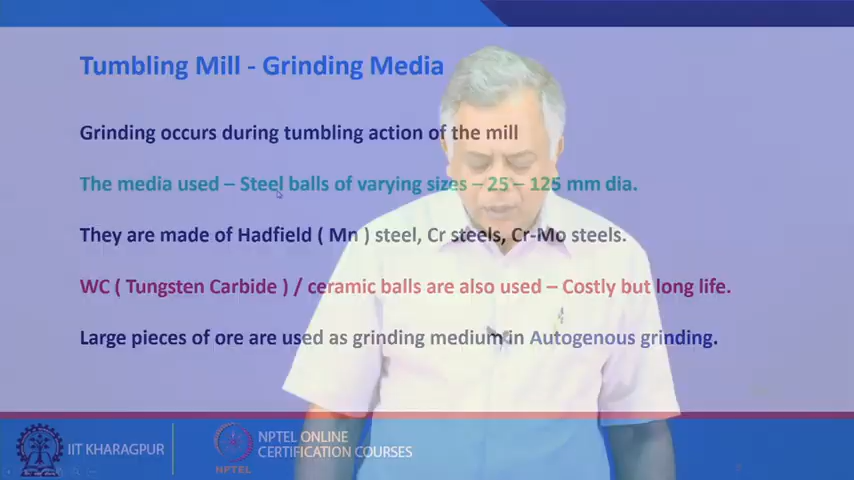 Tumbling Mill - Grinding Media
Grinding occurs during tumbling action of the mill
The media used – Steel balls of varying sizes – 25 – 125 mm dia.
They are made of Hadfield ( Mn ) steel, Cr steels, Cr-Mo steels.
WC ( Tungsten Carbide ) / ceramic balls are also used – Costly but long life.
Large pieces of ore are used as grinding medium in Autogenous grinding.
IIT KHARAGPUR
NPTEL
NPTEL ONLINE
CERTIFICATION COURSES